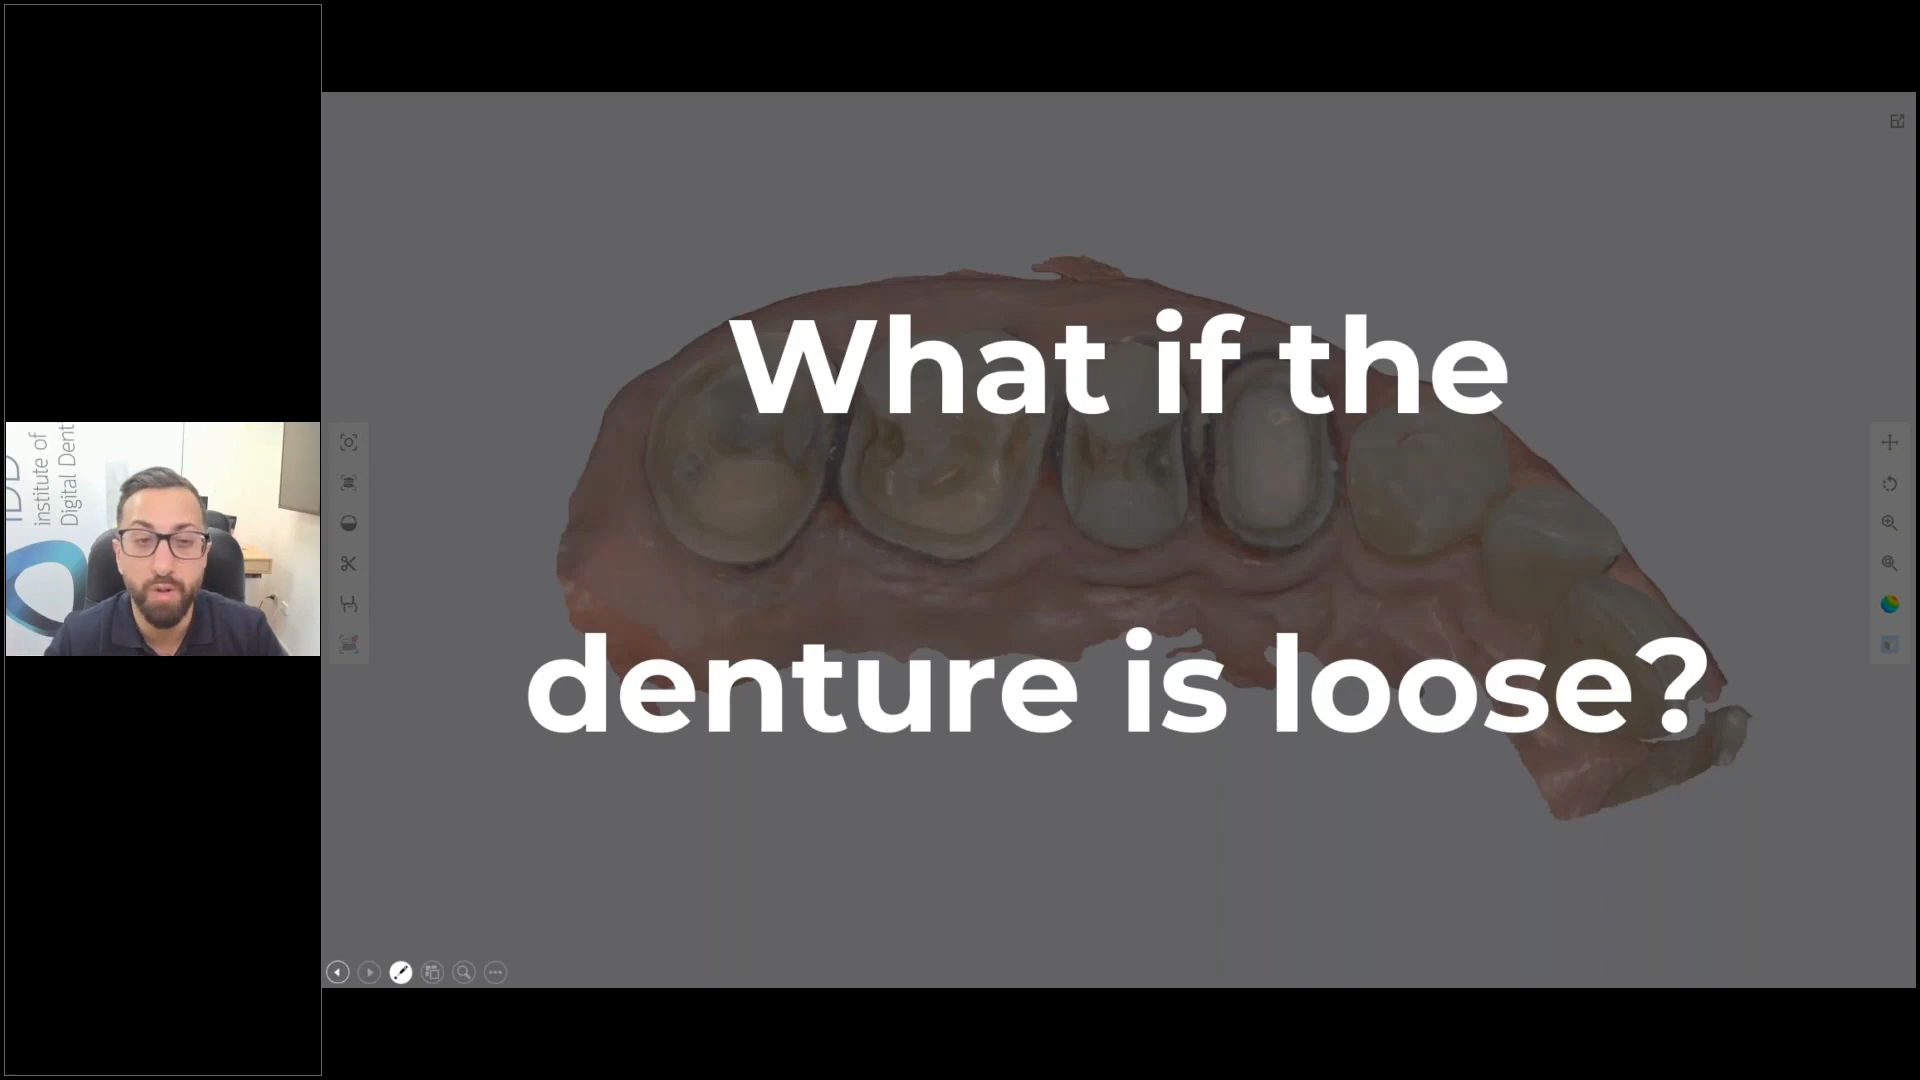 What if the
denture is loose?
institute of
Digital Dent